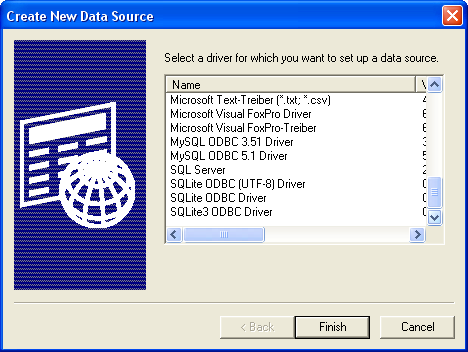 Create New Data Source
Select a driver for which you want to set up a data source.
Name
Microsoft Text-Treiber (*.txt; *.csv) 4
Microsoft Visual FoxPro Driver 6
Microsoft Visual FoxPro-Treiber 6
MySQL ODBC 3.51 Driver 3
MySQL ODBC 5.1 Driver 5
SQL Server 2
SQLite ODBC (UTF-8) Driver 0
SQLite ODBC Driver 0
SQLite3 ODBC Driver 0
< Back Finish Cancel